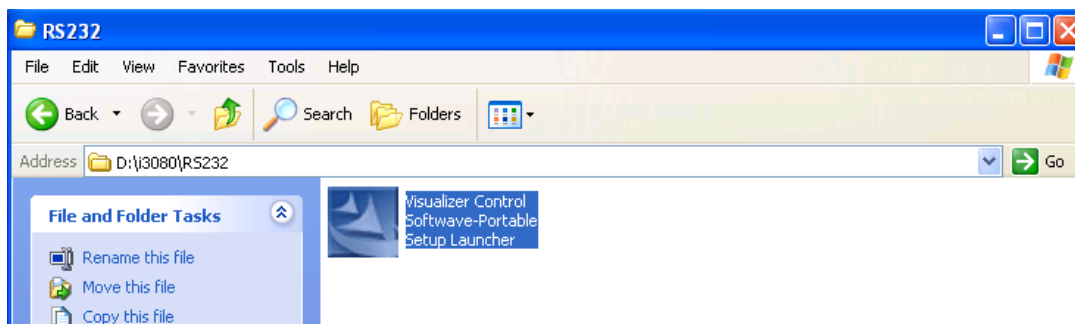 RS232
File Edit View Favorites Tools Help
Back Search Folders
Address D:\i3080\RS232 Go
Visualizer Control
Softwave-Portable
Setup Launcher
File and Folder Tasks
Rename this file
Move this file
Copy this file